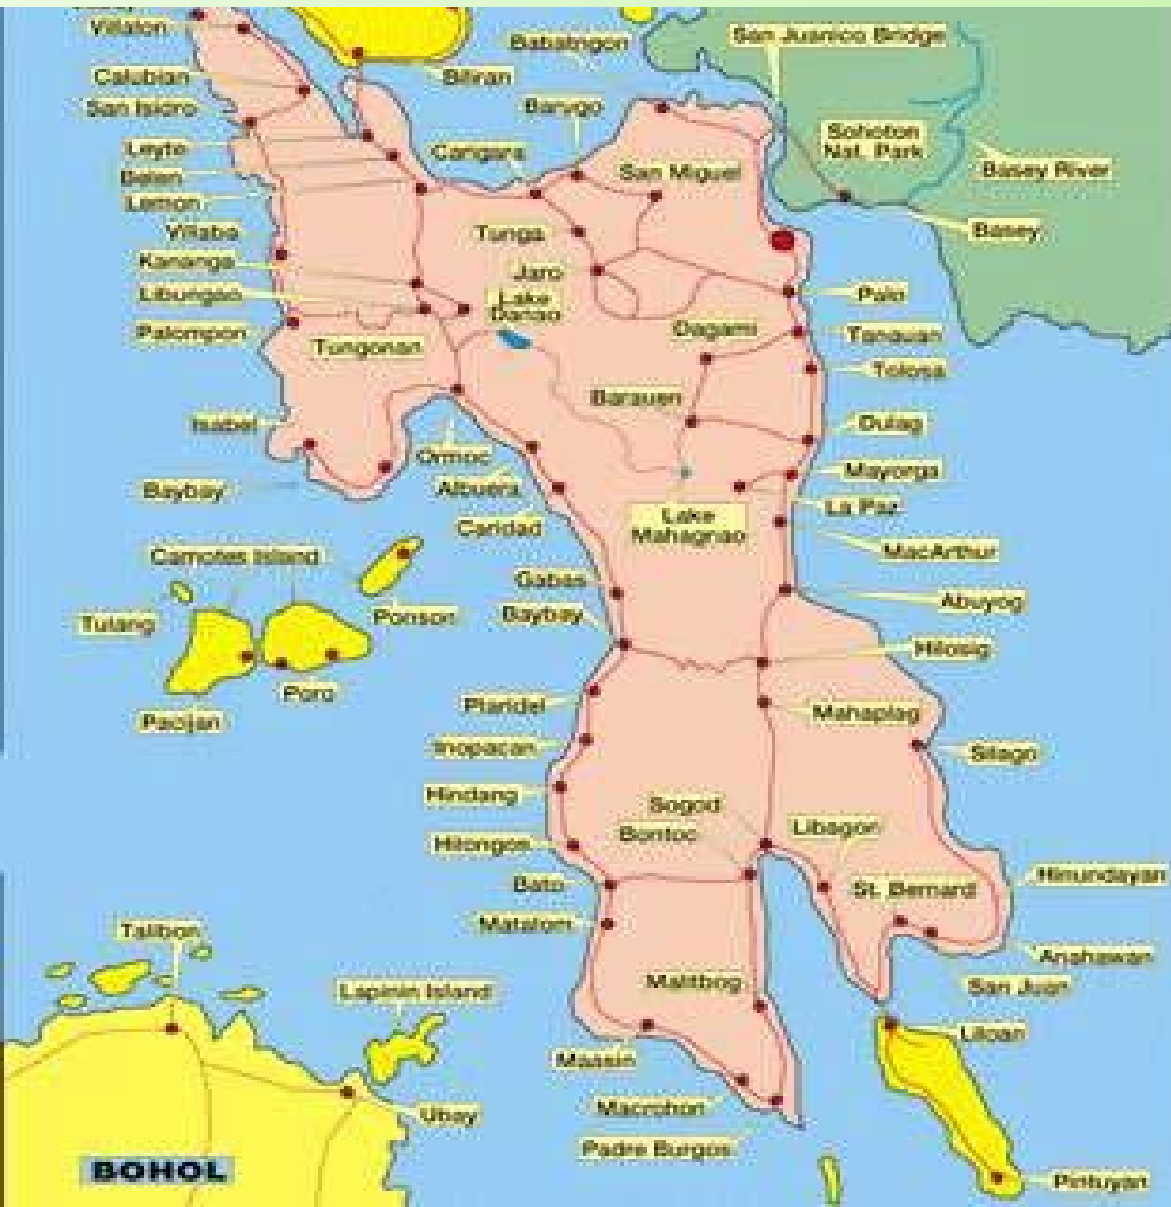 Villalon
Babatngon
San Juanico Bridge
Calubian
Biliran
San Isidro
Barugo
Sohoton
Nat. Park
Leyte
Carigara
Basey River
Belen
San Miguel
Lemon
Villaba
Tunga
Basey
Kananga
Jaro
Libungao
Lake
Danao
Palo
Palompon
Tungonan
Dagami
Tanauan
Tolosa
Isabel
Barauen
Dulag
Ormoc
Baybay
Albuera
Mayorga
Caridad
Lake
Mahagnao
La Paz
Camotes Island
MacArthur
Gabas
Tulang
Ponson
Baybay
Abuyog
Hilosig
Poro
Pacijan
Plaridel
Mahaplag
Inopacan
Silago
Hindang
Sogod
Bontoc
Libagon
Hilongos
Bato
St. Bernard
Hinundayan
Talibon
Matalom
Anahawan
Lapinin Island
Malitbog
San Juan
Liloan
Maasin
Macrohon
Ubay
Padre Burgos
BOHOL
Pintuyan